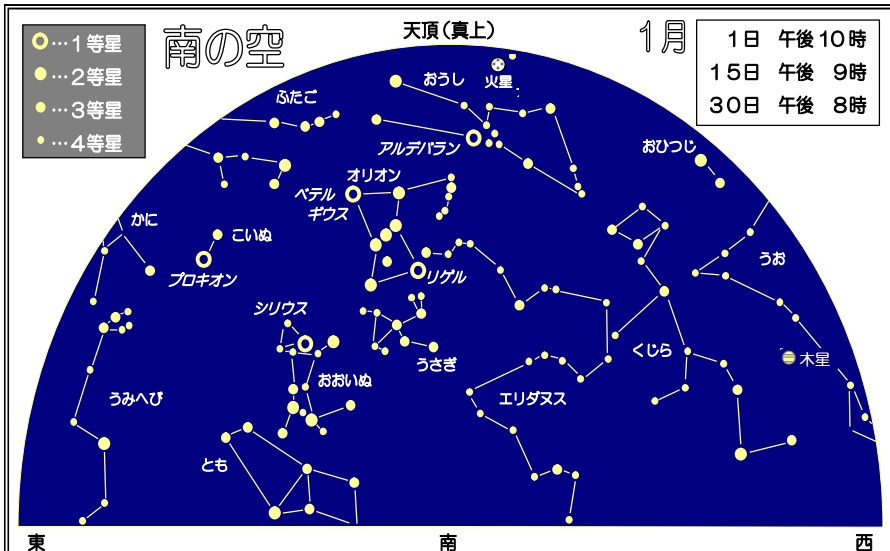 天頂(真上)
南の空
1月
1日 午後10時
15日 午後 9時
30日 午後 8時
…1等星
…2等星
…3等星
…4等星
おうし
火星
ふたご
アルデバラン
おひつじ
オリオン
ベテル
ギウス
かに
こいぬ
プロキオン
リゲル
うお
シリウス
うさぎ
くじら
木星
おおいぬ
うみへび
エリダヌス
とも
東
南
西